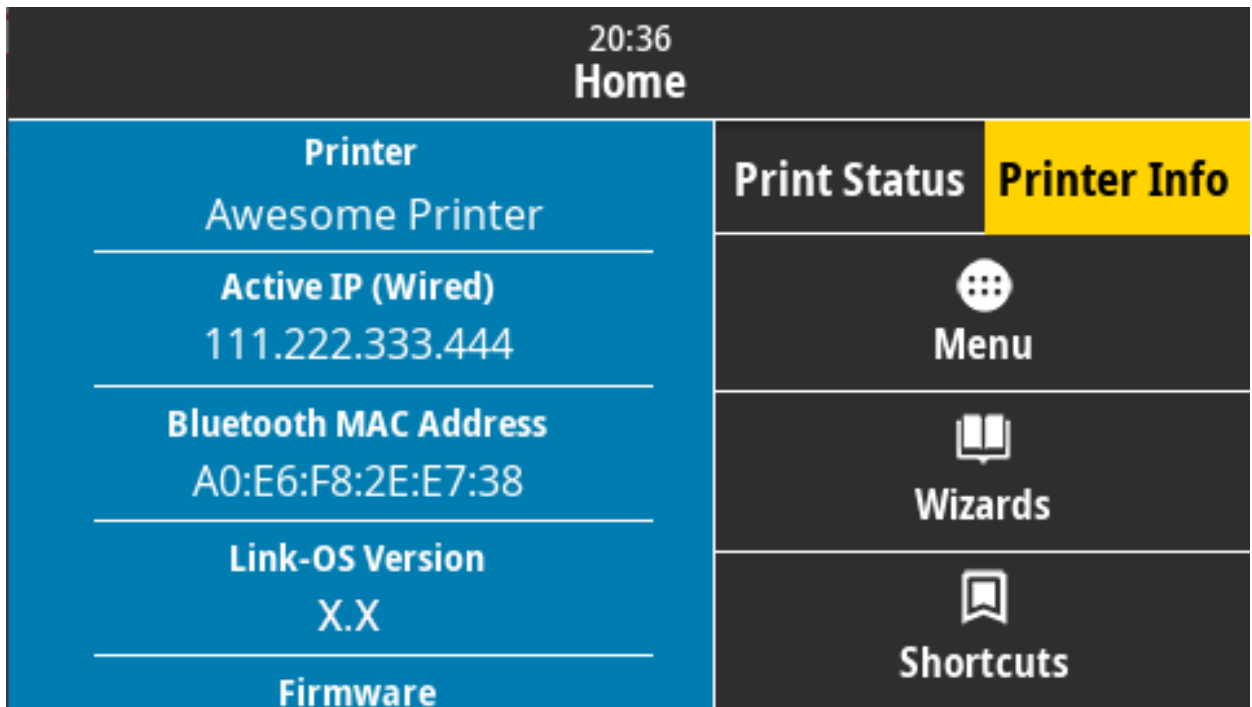 20:36
Home
Printer
Awesome Printer
Active IP (Wired)
111.222.333.444
Bluetooth MAC Address
A0:E6:F8:2E:E7:38
Link-OS Version
X.X
Firmware
Print Status
Printer Info
Menu
Wizards
Shortcuts